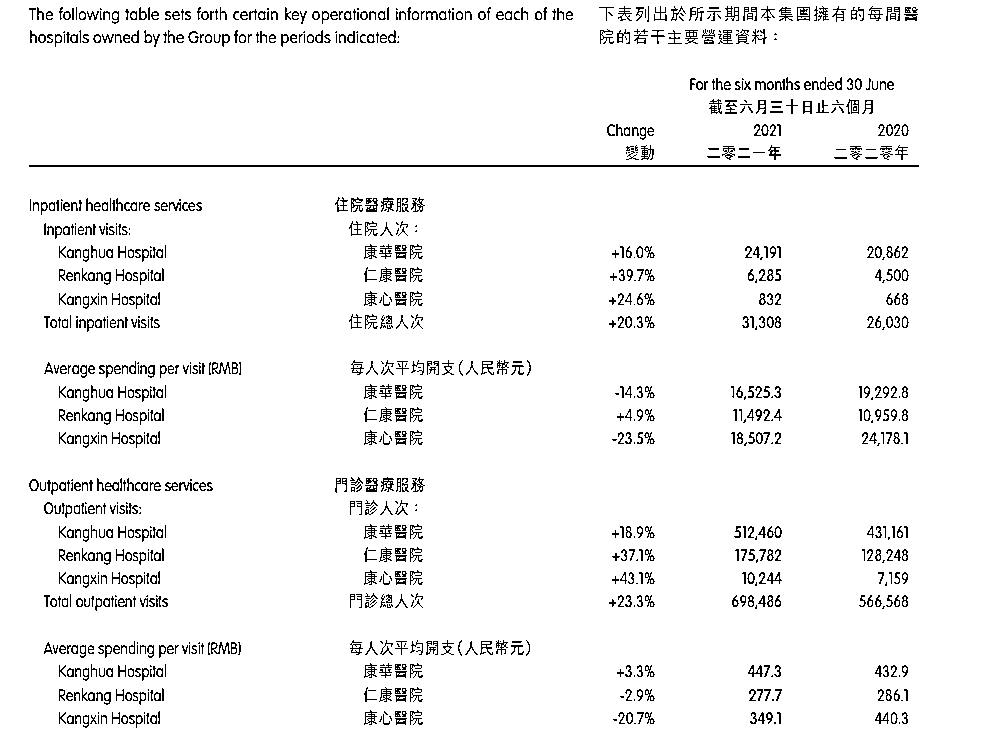 The following table sets forth certain key operational information of each of the
hospitals owned by the Group for the periods indicated:
下表列出於所示期間本集團擁有的每間醫
院的若干主要營運資料：
For the six months ended 30 June
截至六月三十日止六個月
Change 2021 2020
變動 二零二一年 二零二零年
Inpatient healthcare services 住院醫療服務
Inpatient visits: 住院人次：
Kanghua Hospital 康華醫院 +16.0% 24,191 20,862
Renkang Hospital 仁康醫院 +39.7% 6,285 4,500
Kangxin Hospital 康心醫院 +24.6% 832 668
Total inpatient visits 住院總人次 +20.3% 31,308 26,030
Average spending per visit (RMB) 每人次平均開支(人民幣元)
Kanghua Hospital 康華醫院 -14.3% 16,525.3 19,292.8
Renkang Hospital 仁康醫院 +4.9% 11,492.4 10,959.8
Kangxin Hospital 康心醫院 -23.5% 18,507.2 24,178.1
Outpatient healthcare services 門診醫療服務
Outpatient visits: 門診人次：
Kanghua Hospital 康華醫院 +18.9% 512,460 431,161
Renkang Hospital 仁康醫院 +37.1% 175,782 128,248
Kangxin Hospital 康心醫院 +43.1% 10,244 7,159
Total outpatient visits 門診總人次 +23.3% 698,486 566,568
Average spending per visit (RMB) 每人次平均開支(人民幣元)
Kanghua Hospital 康華醫院 +3.3% 447.3 432.9
Renkang Hospital 仁康醫院 -2.9% 277.7 286.1
Kangxin Hospital 康心醫院 -20.7% 349.1 440.3